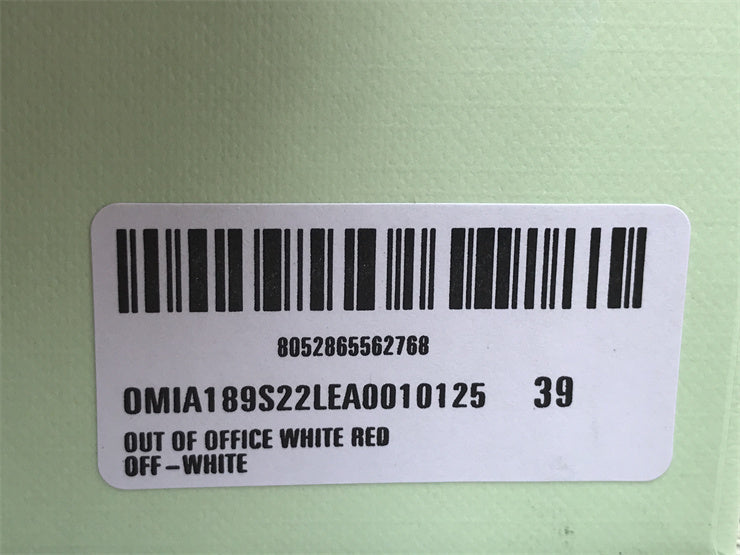 8052865562768
OMIA189S22LEA0010125 39
OUT OF OFFICE WHITE RED
OFF-WHITE